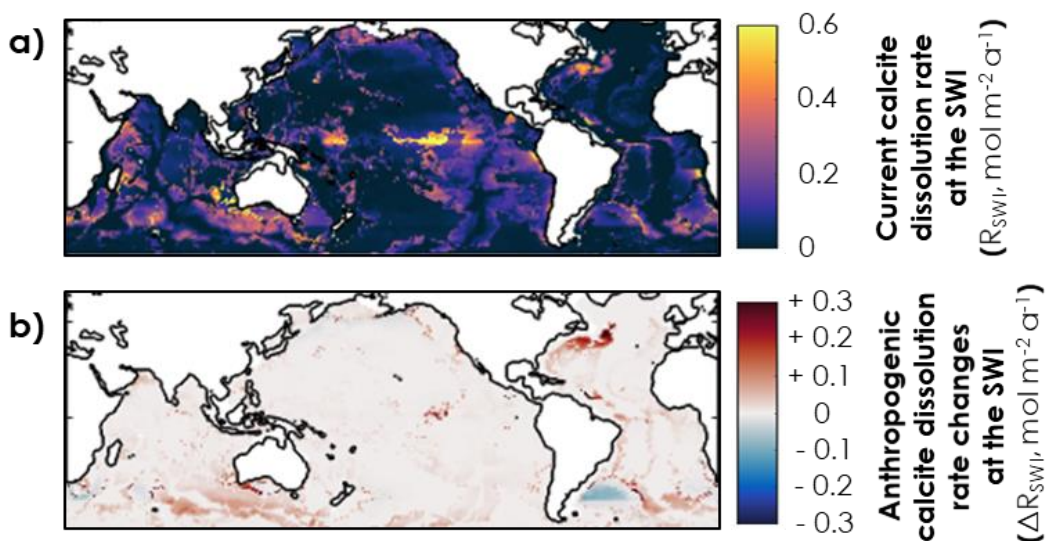 a)
0.6
0.4
0.2
0
Current calcite
dissolution rate
at the SWI
(RSWI, mol m-2 a-1)
b)
+ 0.3
+ 0.2
+ 0.1
0
- 0.1
- 0.2
- 0.3
Anthropogenic
calcite dissolution
rate changes
at the SWI
(ΔRSWI, mol m-2 a-1)